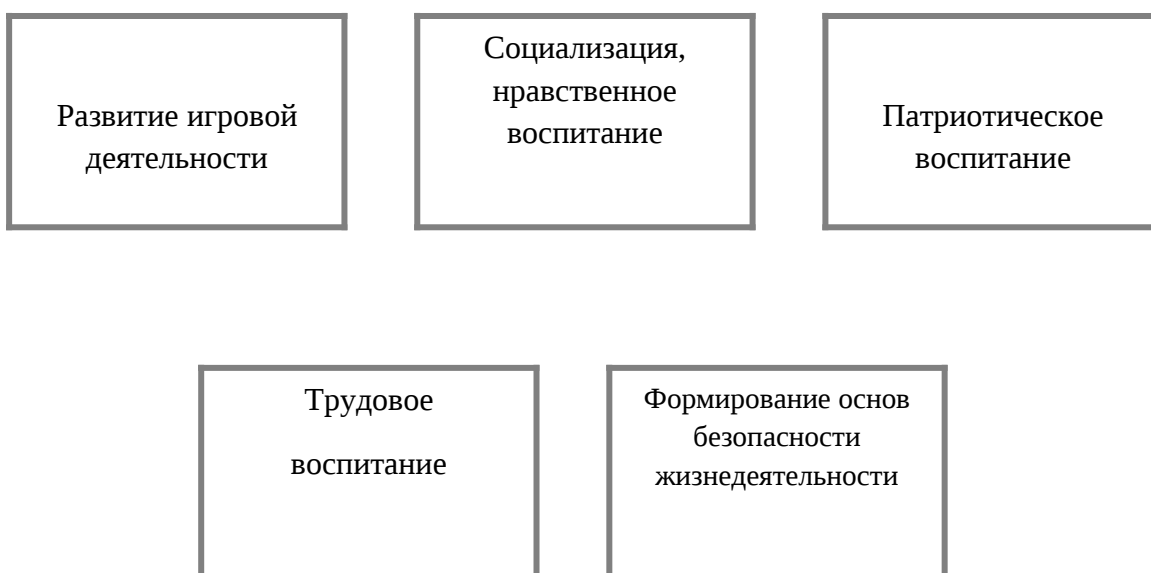 Развитие игровой
деятельности
Социализация,
нравственное
воспитание
Патриотическое
воспитание
Трудовое
воспитание
Формирование основ
безопасности
жизнедеятельности